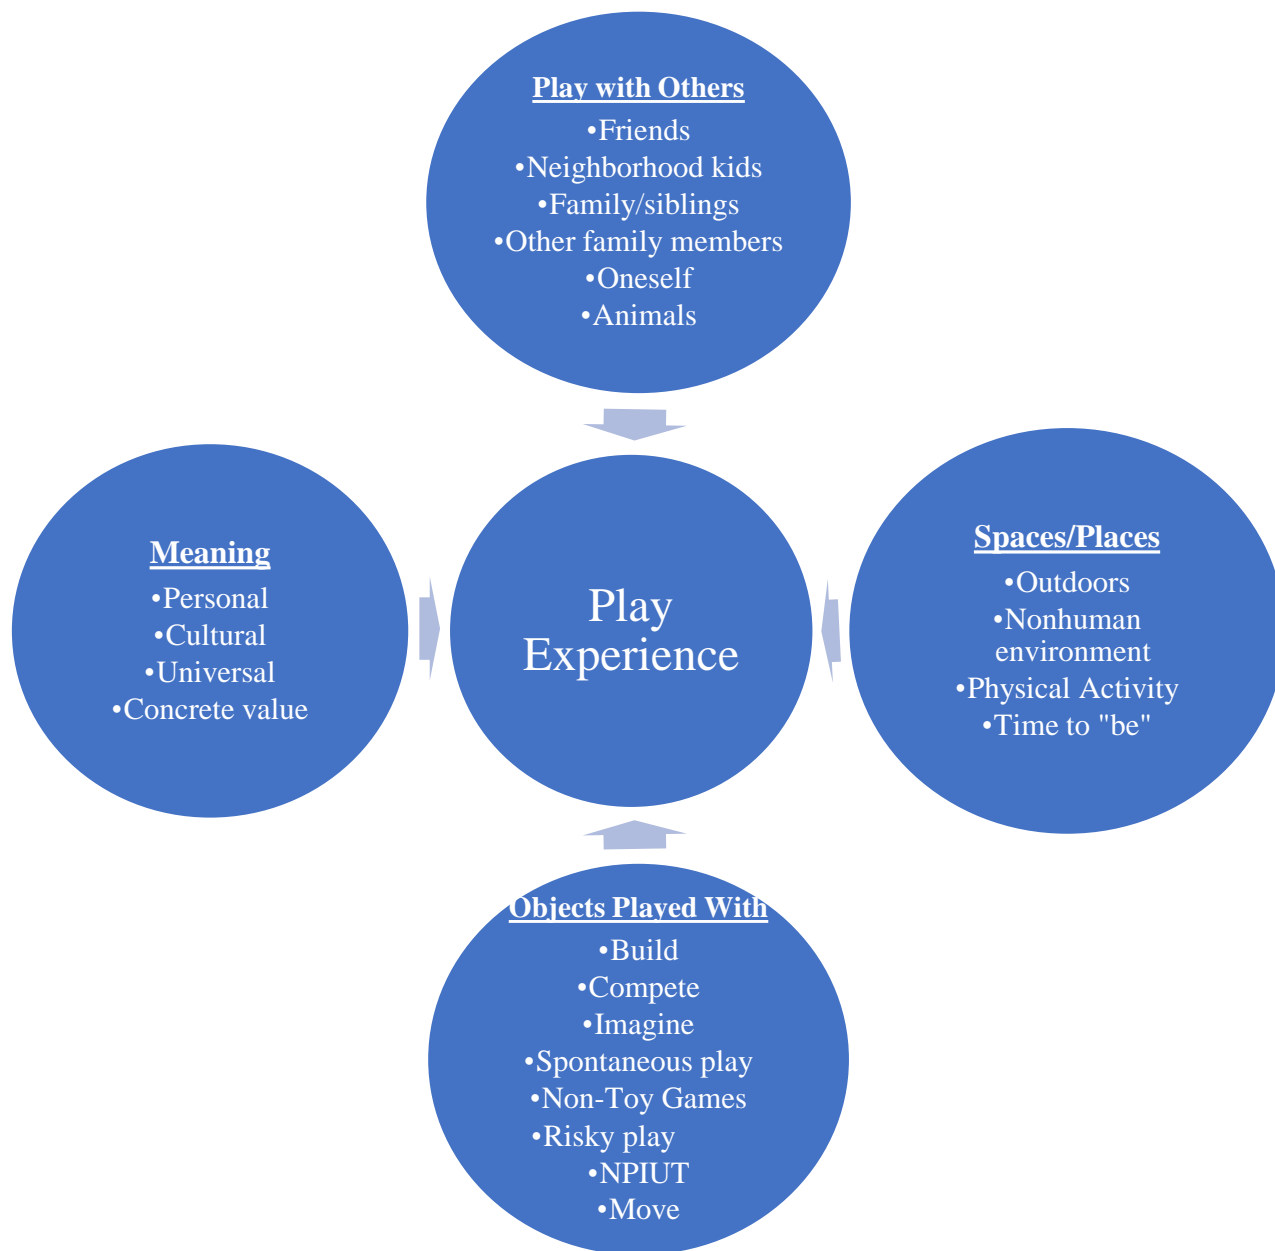 Play with Others
•Friends
•Neighborhood kids
•Family/siblings
•Other family members
•Oneself
•Animals
Meaning
•Personal
•Cultural
•Universal
•Concrete value
Play
Experience
Spaces/Places
•Outdoors
•Nonhuman
environment
•Physical Activity
•Time to "be"
Objects Played With
•Build
•Compete
•Imagine
•Spontaneous play
•Non-Toy Games
•Risky play
•NPIUT
•Move